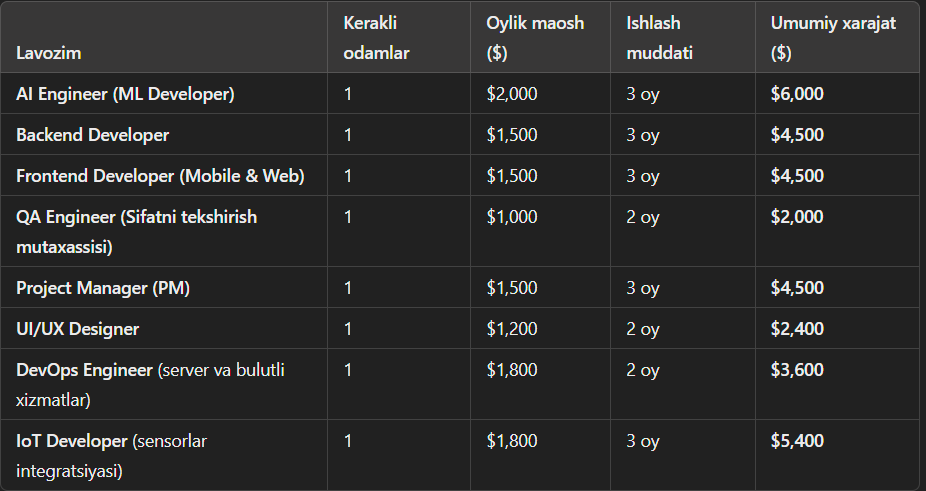 Lavozim Kerakli odamlar Oylik maosh ($) Ishlash muddati Umumiy xarajat ($)
AI Engineer (ML Developer) 1 $2,000 3 oy $6,000
Backend Developer 1 $1,500 3 oy $4,500
Frontend Developer (Mobile & Web) 1 $1,500 3 oy $4,500
QA Engineer (Sifatni tekshirish mutaxassisi) 1 $1,000 2 oy $2,000
Project Manager (PM) 1 $1,500 3 oy $4,500
UI/UX Designer 1 $1,200 2 oy $2,400
DevOps Engineer (server va bulutli xizmatlar) 1 $1,800 2 oy $3,600
IoT Developer (sensorlar integratsiyasi) 1 $1,800 3 oy $5,400